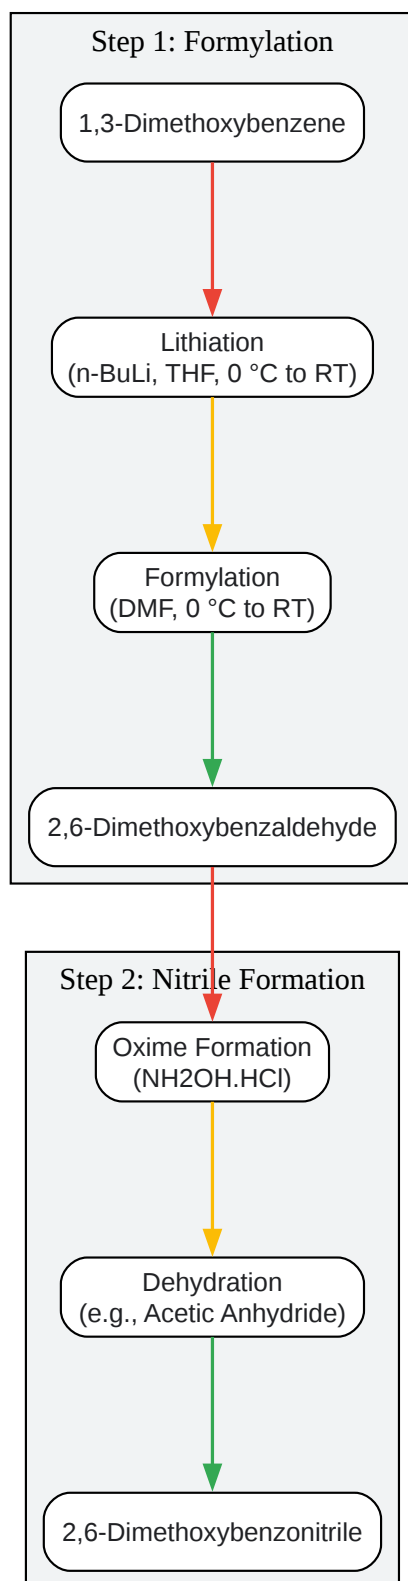 Step 1: Formylation
1,3-Dimethoxybenzene
Lithiation
(n-BuLi, THF, 0 °C to RT)
Formylation
(DMF, 0 °C to RT)
2,6-Dimethoxybenzaldehyde
Step 2: Nitrile Formation
Oxime Formation
(NH2OH.HCl)
Dehydration
(e.g., Acetic Anhydride)
2,6-Dimethoxybenzonitrile